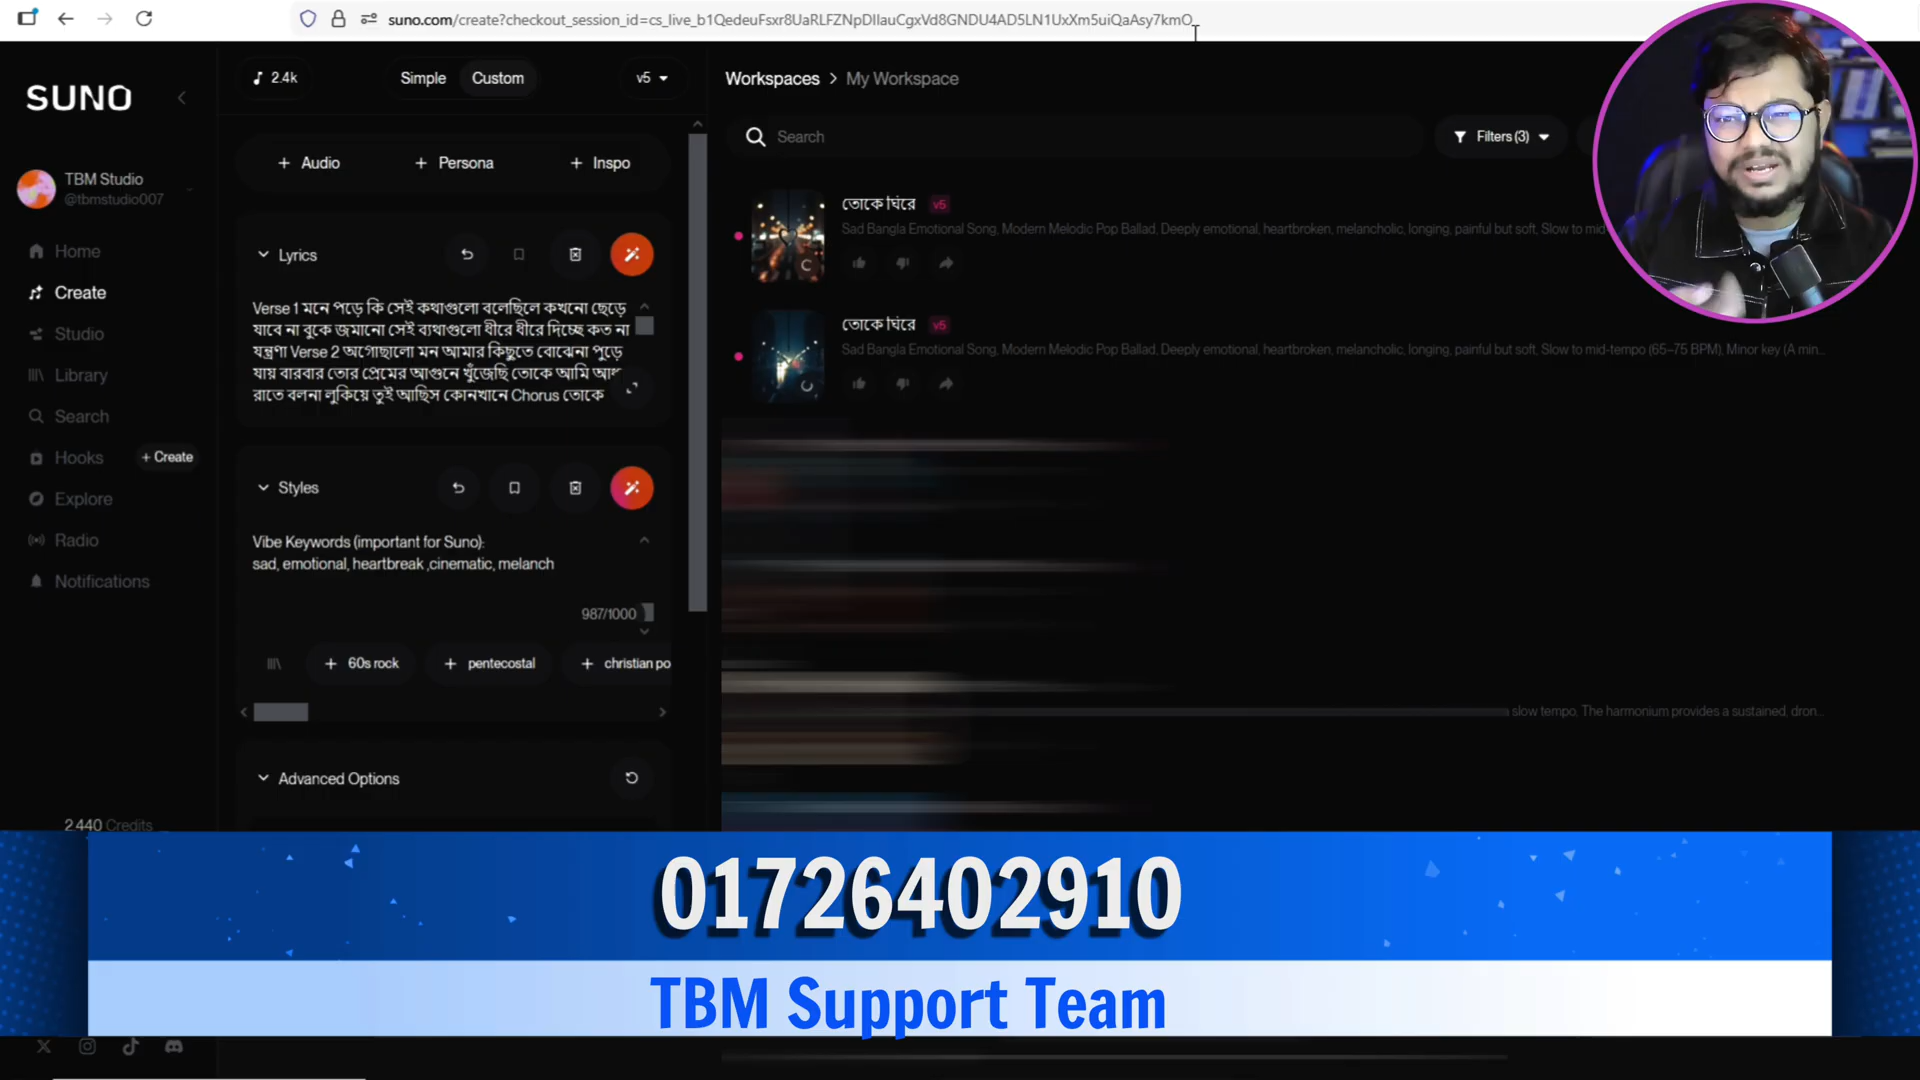 suno.com/create?checkout_session_id=cs_live_b1QedeuFsxr8UaRLFZNpDIlauCgxVd8GNDU4AD5LN1UxXm5uiQaAsy7kmO
SUNO
2.4k
Simple
Custom
v5
Workspaces > My Workspace
Search
Filters (3)
TBM Studio
@tbmstudio007
Home
Create
Studio
Library
Search
Hooks
+ Create
Explore
Radio
Notifications
2,440 Credits
+ Audio
+ Persona
+ Inspo
Lyrics
Verse 1 মনে পড়ে কি সেই কথাগুলো বলেছিলে কখনো ছেড়ে
যাবে না বুকে জমানো সেই ব্যথাগুলো ধীরে ধীরে দিচ্ছে কত না
যন্ত্রণা Verse 2 অগোছালো মন আমার কিছুতে বোঝেনা পুড়ে
যায় বারবার তোর প্রেমের আগুনে খুঁজেছি তোকে আমি আধ
রাতে বলনা লুকিয়ে তুই আছিস কোনখানে Chorus তোকে
Styles
Vibe Keywords (important for Suno):
sad, emotional, heartbreak ,cinematic, melanch
987/1000
+ 60s rock
+ pentecostal
+ christian po
Advanced Options
তোকে ঘিরে v5
Sad Bangla Emotional Song, Modern Melodic Pop Ballad, Deeply emotional, heartbroken, melancholic, longing, painful but soft. Slow to mid-
তোকে ঘিরে v5
Sad Bangla Emotional Song, Modern Melodic Pop Ballad, Deeply emotional, heartbroken, melancholic, longing, painful but soft. Slow to mid-tempo (65–75 BPM), Minor key (A min...
slow tempo. The harmonium provides a sustained, dron...
01726402910
TBM Support Team